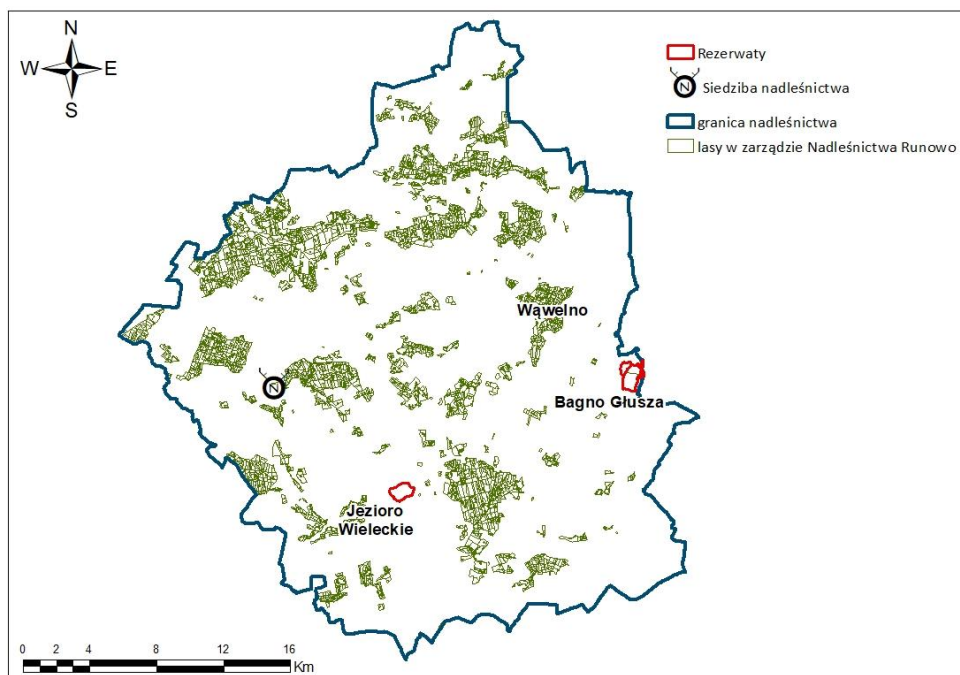 N
W E
S
Rezerwaty
N Siedziba nadleśnictwa
granica nadleśnictwa
lasy w zarządzie Nadleśnictwa Runowo
Wąwelno
N
Bagno Głusza
Jezioro
Wieleckie
0 2 4 8 12 16
Km